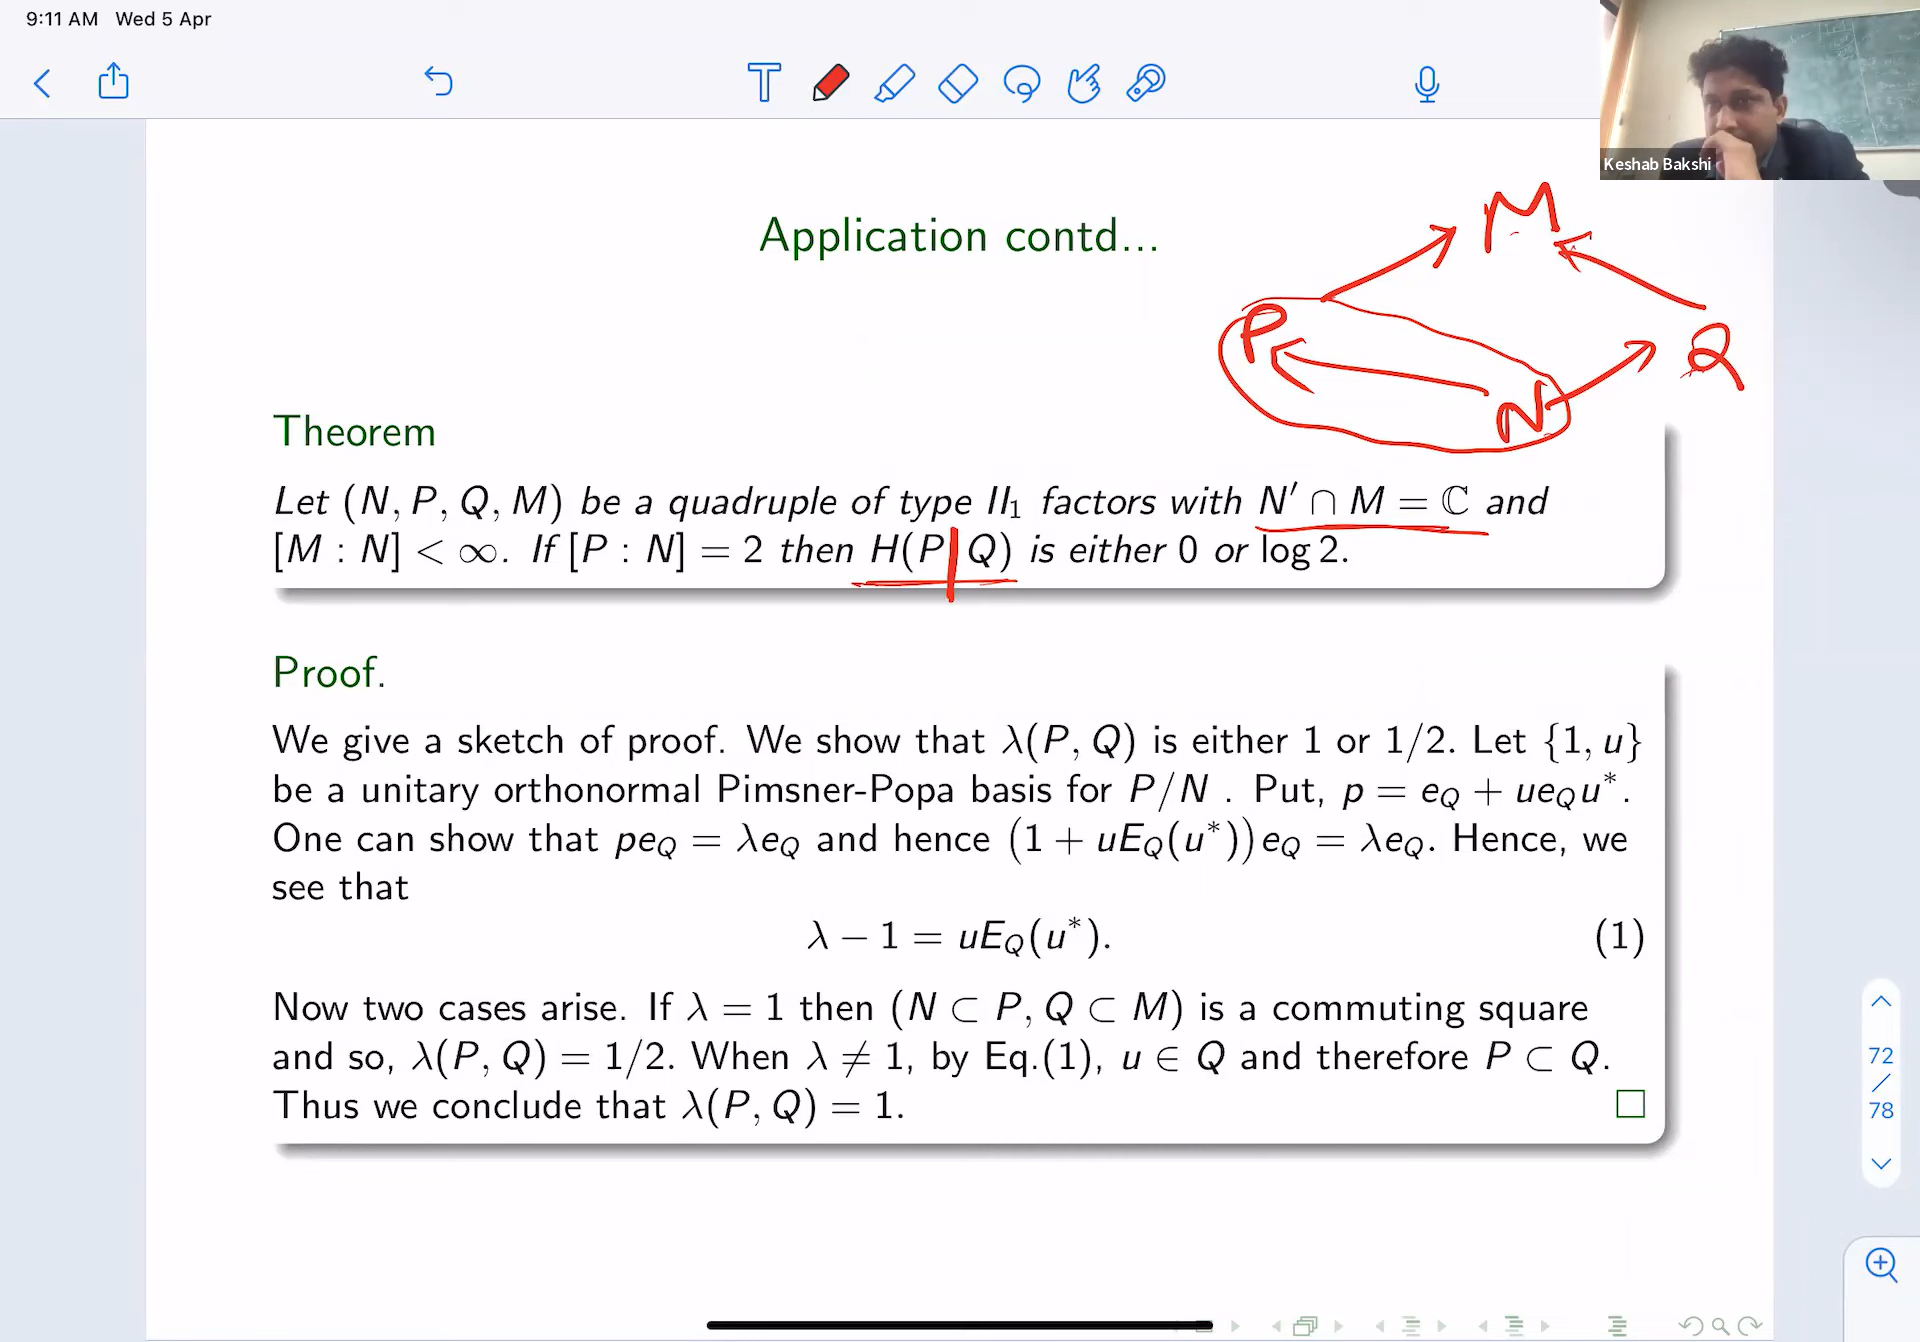 9:11 AM Wed 5 Apr
T
Keshab Bakshi
M
Application contd...
P
Q
N
Theorem
Let (N, P, Q, M) be a quadruple of type II₁ factors with N′ ∩ M = ℂ and
[M : N] < ∞. If [P : N] = 2 then H(P|Q) is either 0 or log 2.
Proof.
We give a sketch of proof. We show that λ(P, Q) is either 1 or 1/2. Let {1, u}
be a unitary orthonormal Pimsner-Popa basis for P/N . Put, p = e_Q + ue_Qu*.
One can show that pe_Q = λe_Q and hence (1 + uE_Q(u*))e_Q = λe_Q. Hence, we
see that
λ − 1 = uE_Q(u*). (1)
Now two cases arise. If λ = 1 then (N ⊂ P, Q ⊂ M) is a commuting square
and so, λ(P, Q) = 1/2. When λ ≠ 1, by Eq.(1), u ∈ Q and therefore P ⊂ Q.
Thus we conclude that λ(P, Q) = 1.
72
/
78